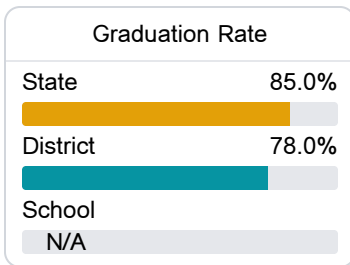 Graduation Rate
State 85.0%
District 78.0%
School
N/A